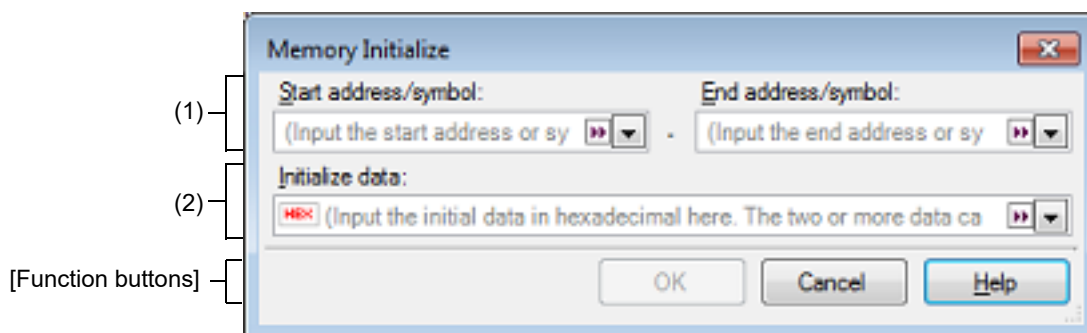 Memory Initialize
(1)
Start address/symbol: End address/symbol:
(Input the start address or sy - (Input the end address or sy
(2)
Initialize data:
HEX (Input the initial data in hexadecimal here. The two or more data ca
[Function buttons]
OK Cancel Help